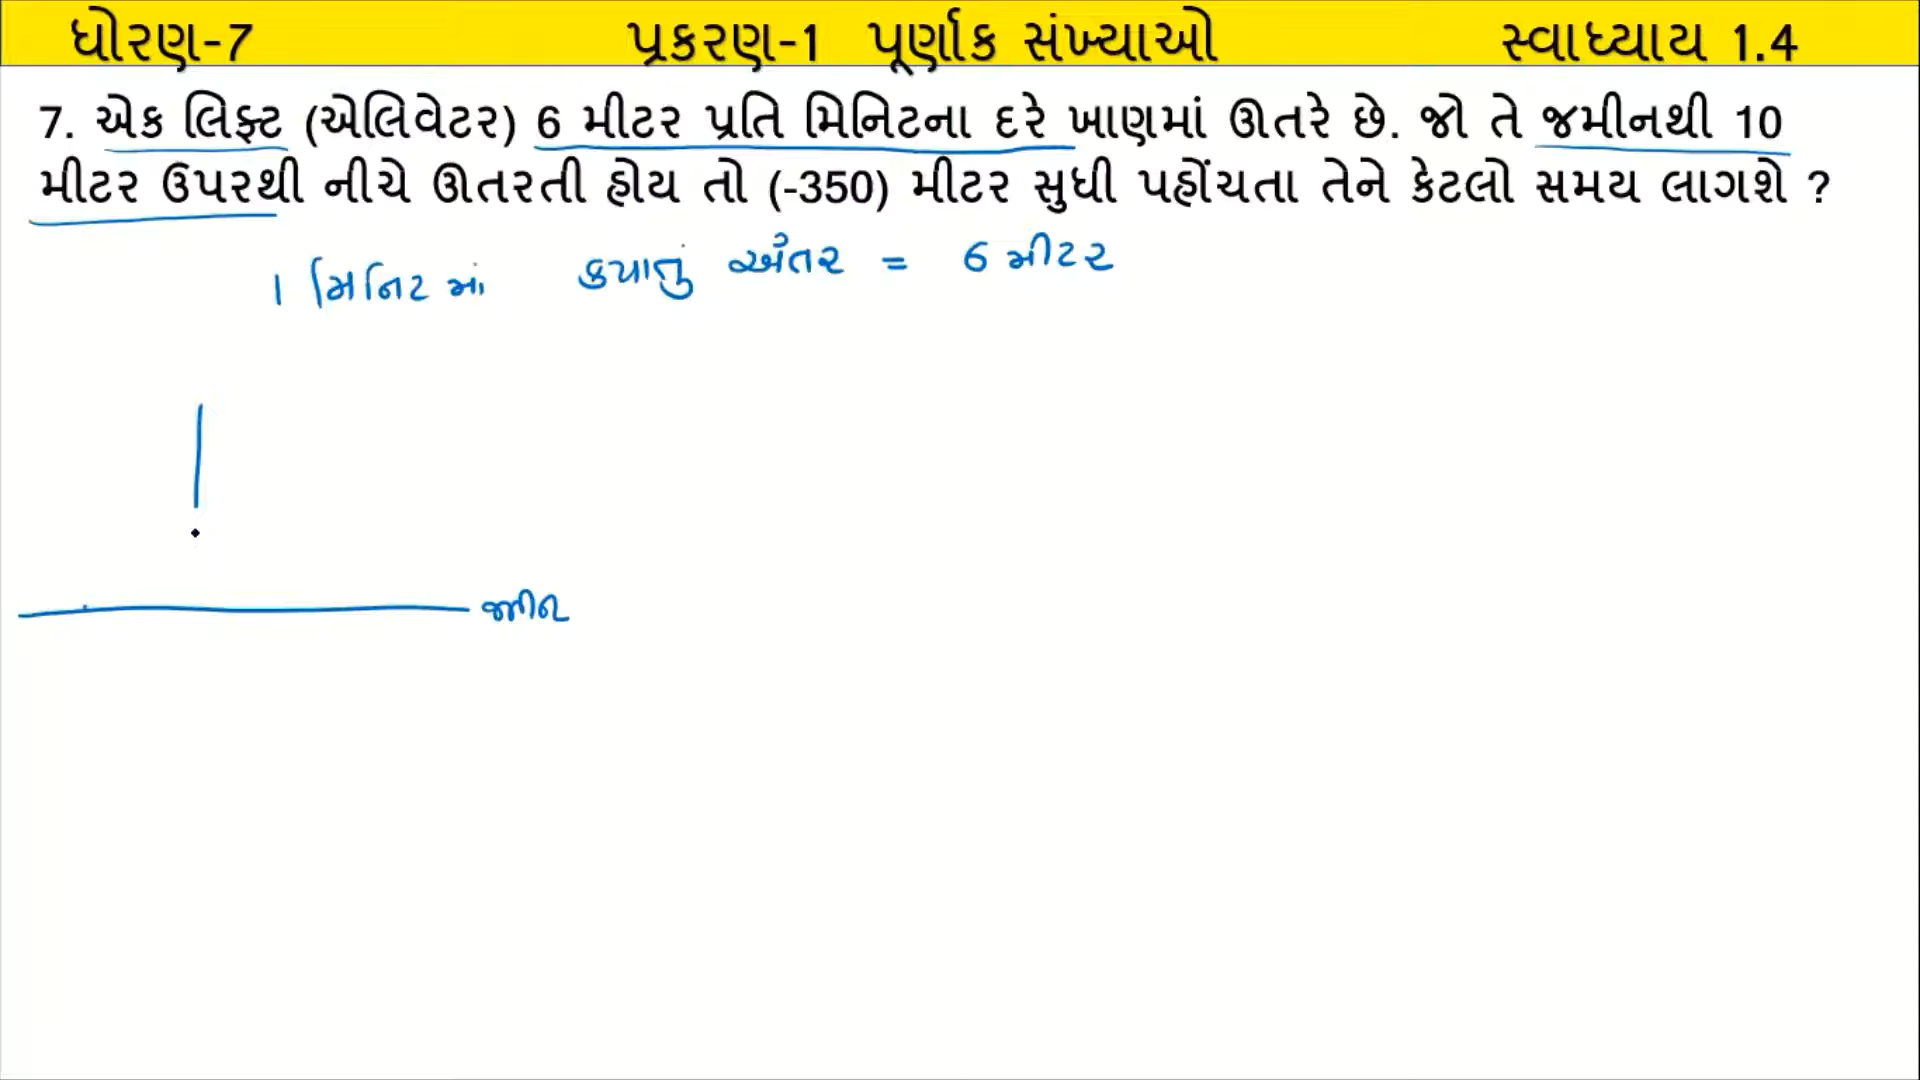 ધોરણ-7 પ્રકરણ-1 પૂર્ણાંક સંખ્યાઓ સ્વાધ્યાય 1.4
7. એક લિફ્ટ (એલિવેટર) 6 મીટર પ્રતિ મિનિટના દરે ખાણમાં ઊતરે છે. જો તે જમીનથી 10
મીટર ઉપરથી નીચે ઊતરતી હોય તો (-350) મીટર સુધી પહોંચતા તેને કેટલો સમય લાગશે ?
1 મિનિટ માં કપાતું અંતર = 6 મીટર
જમીન